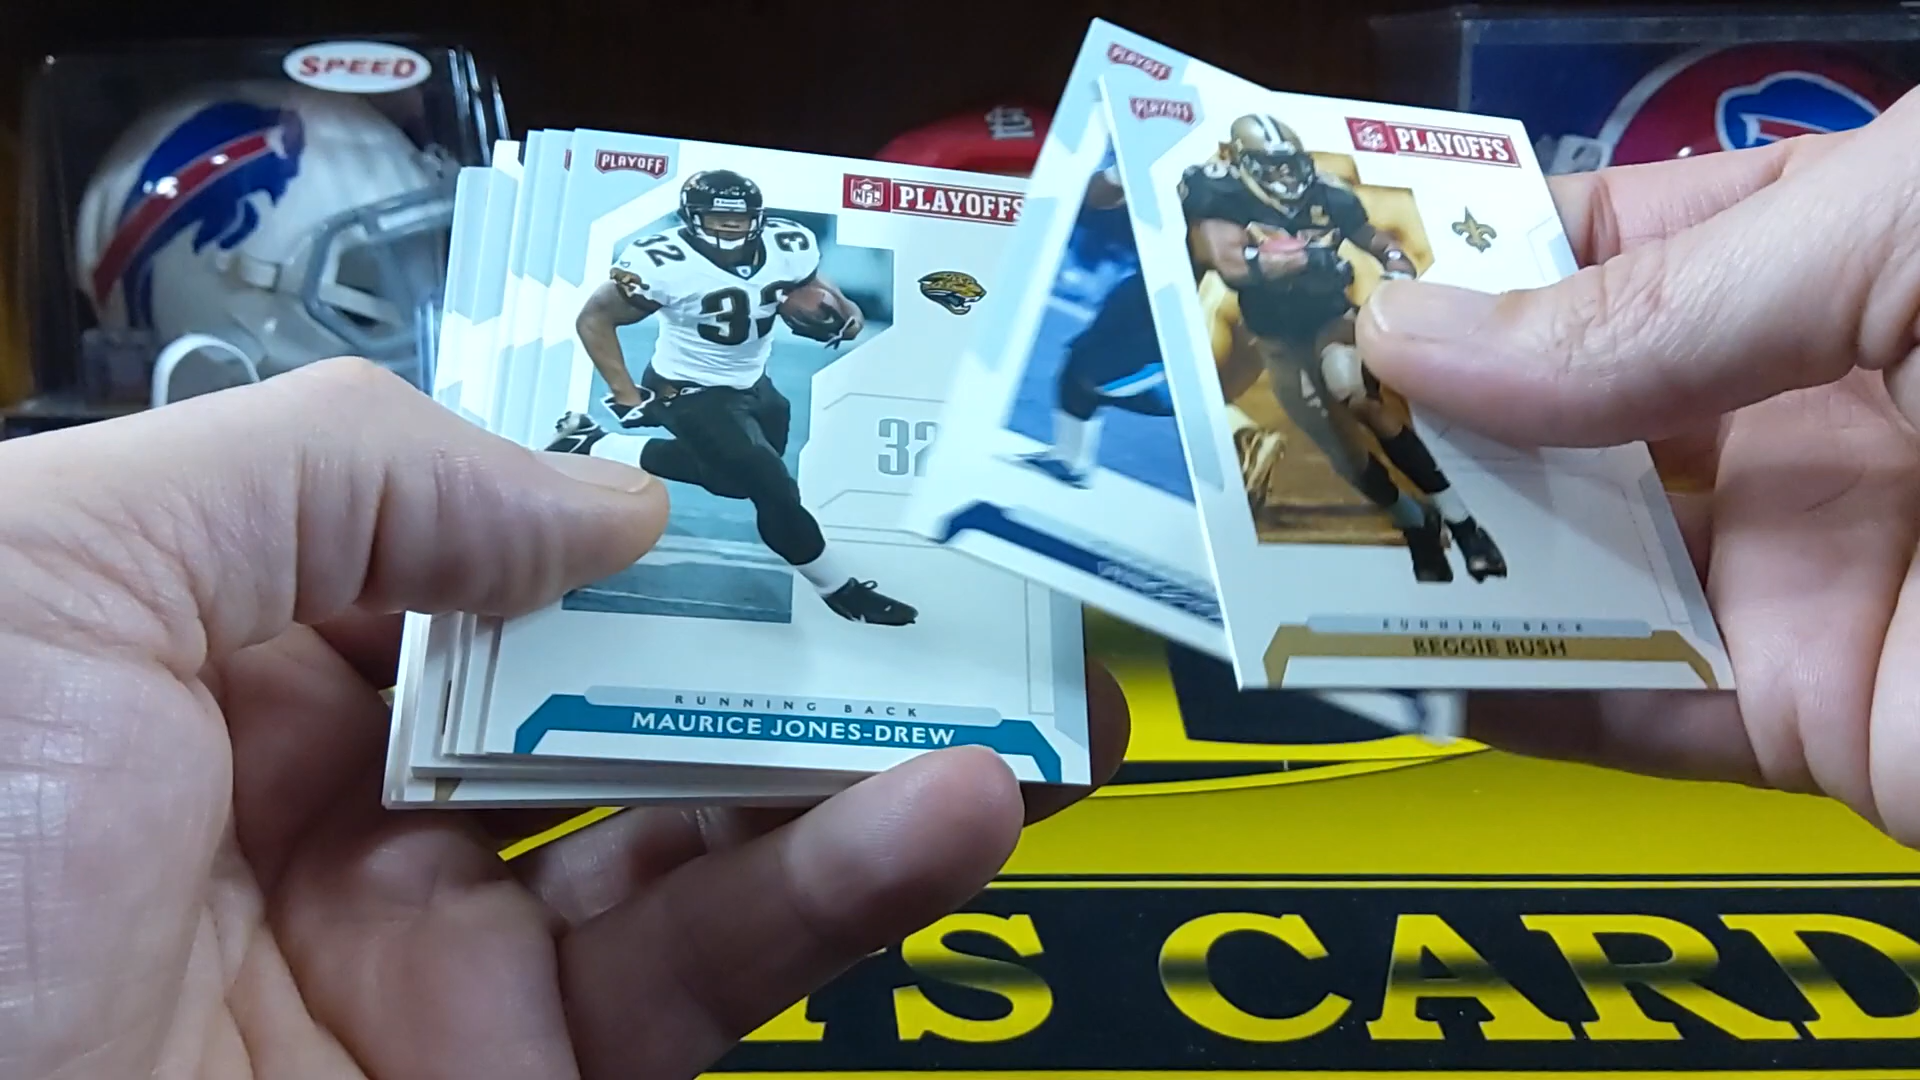 SPEED
PLAYOFF
NFL PLAYOFFS
32
32
32
RUNNING BACK
MAURICE JONES-DREW
PLAYOFF
PLAYOFF
PLAYOFFS
RUNNING BACK
REGGIE BUSH
S CARD